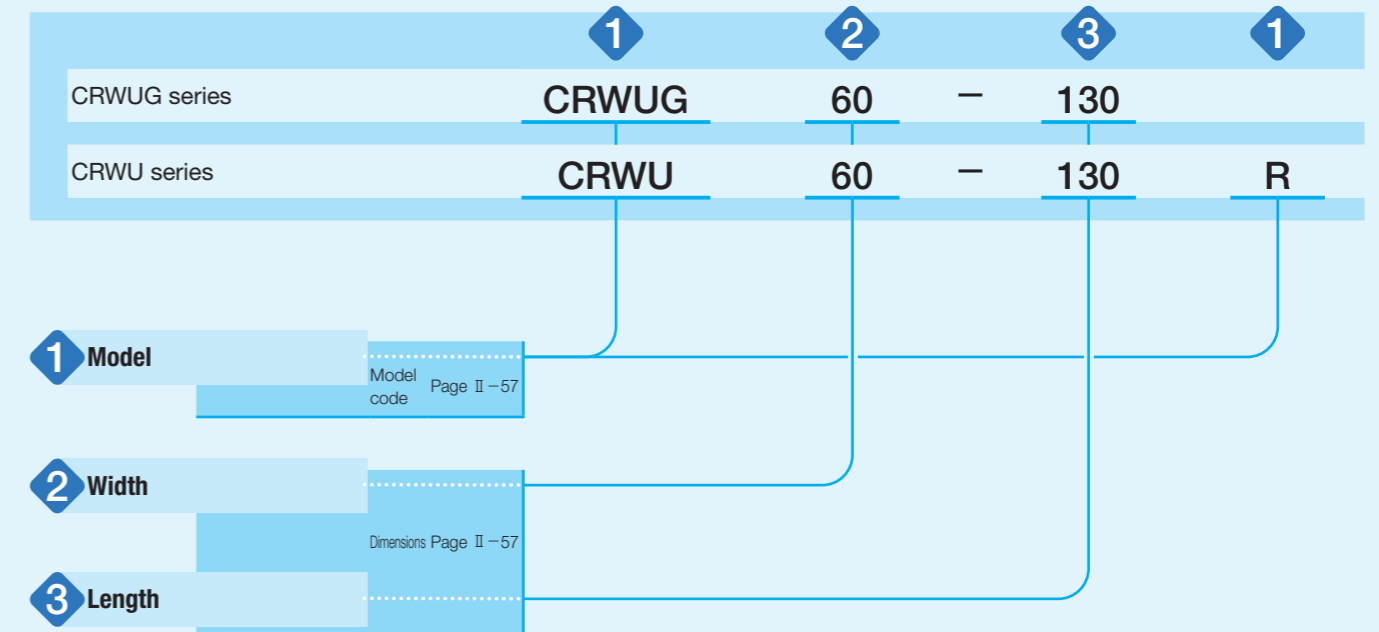 1 2 3 1
CRWUG series CRWUG 60 － 130
CRWU series CRWU 60 － 130 R
1 Model
Model code Page Ⅱ－57
2 Width
Dimensions Page Ⅱ－57
3 Length